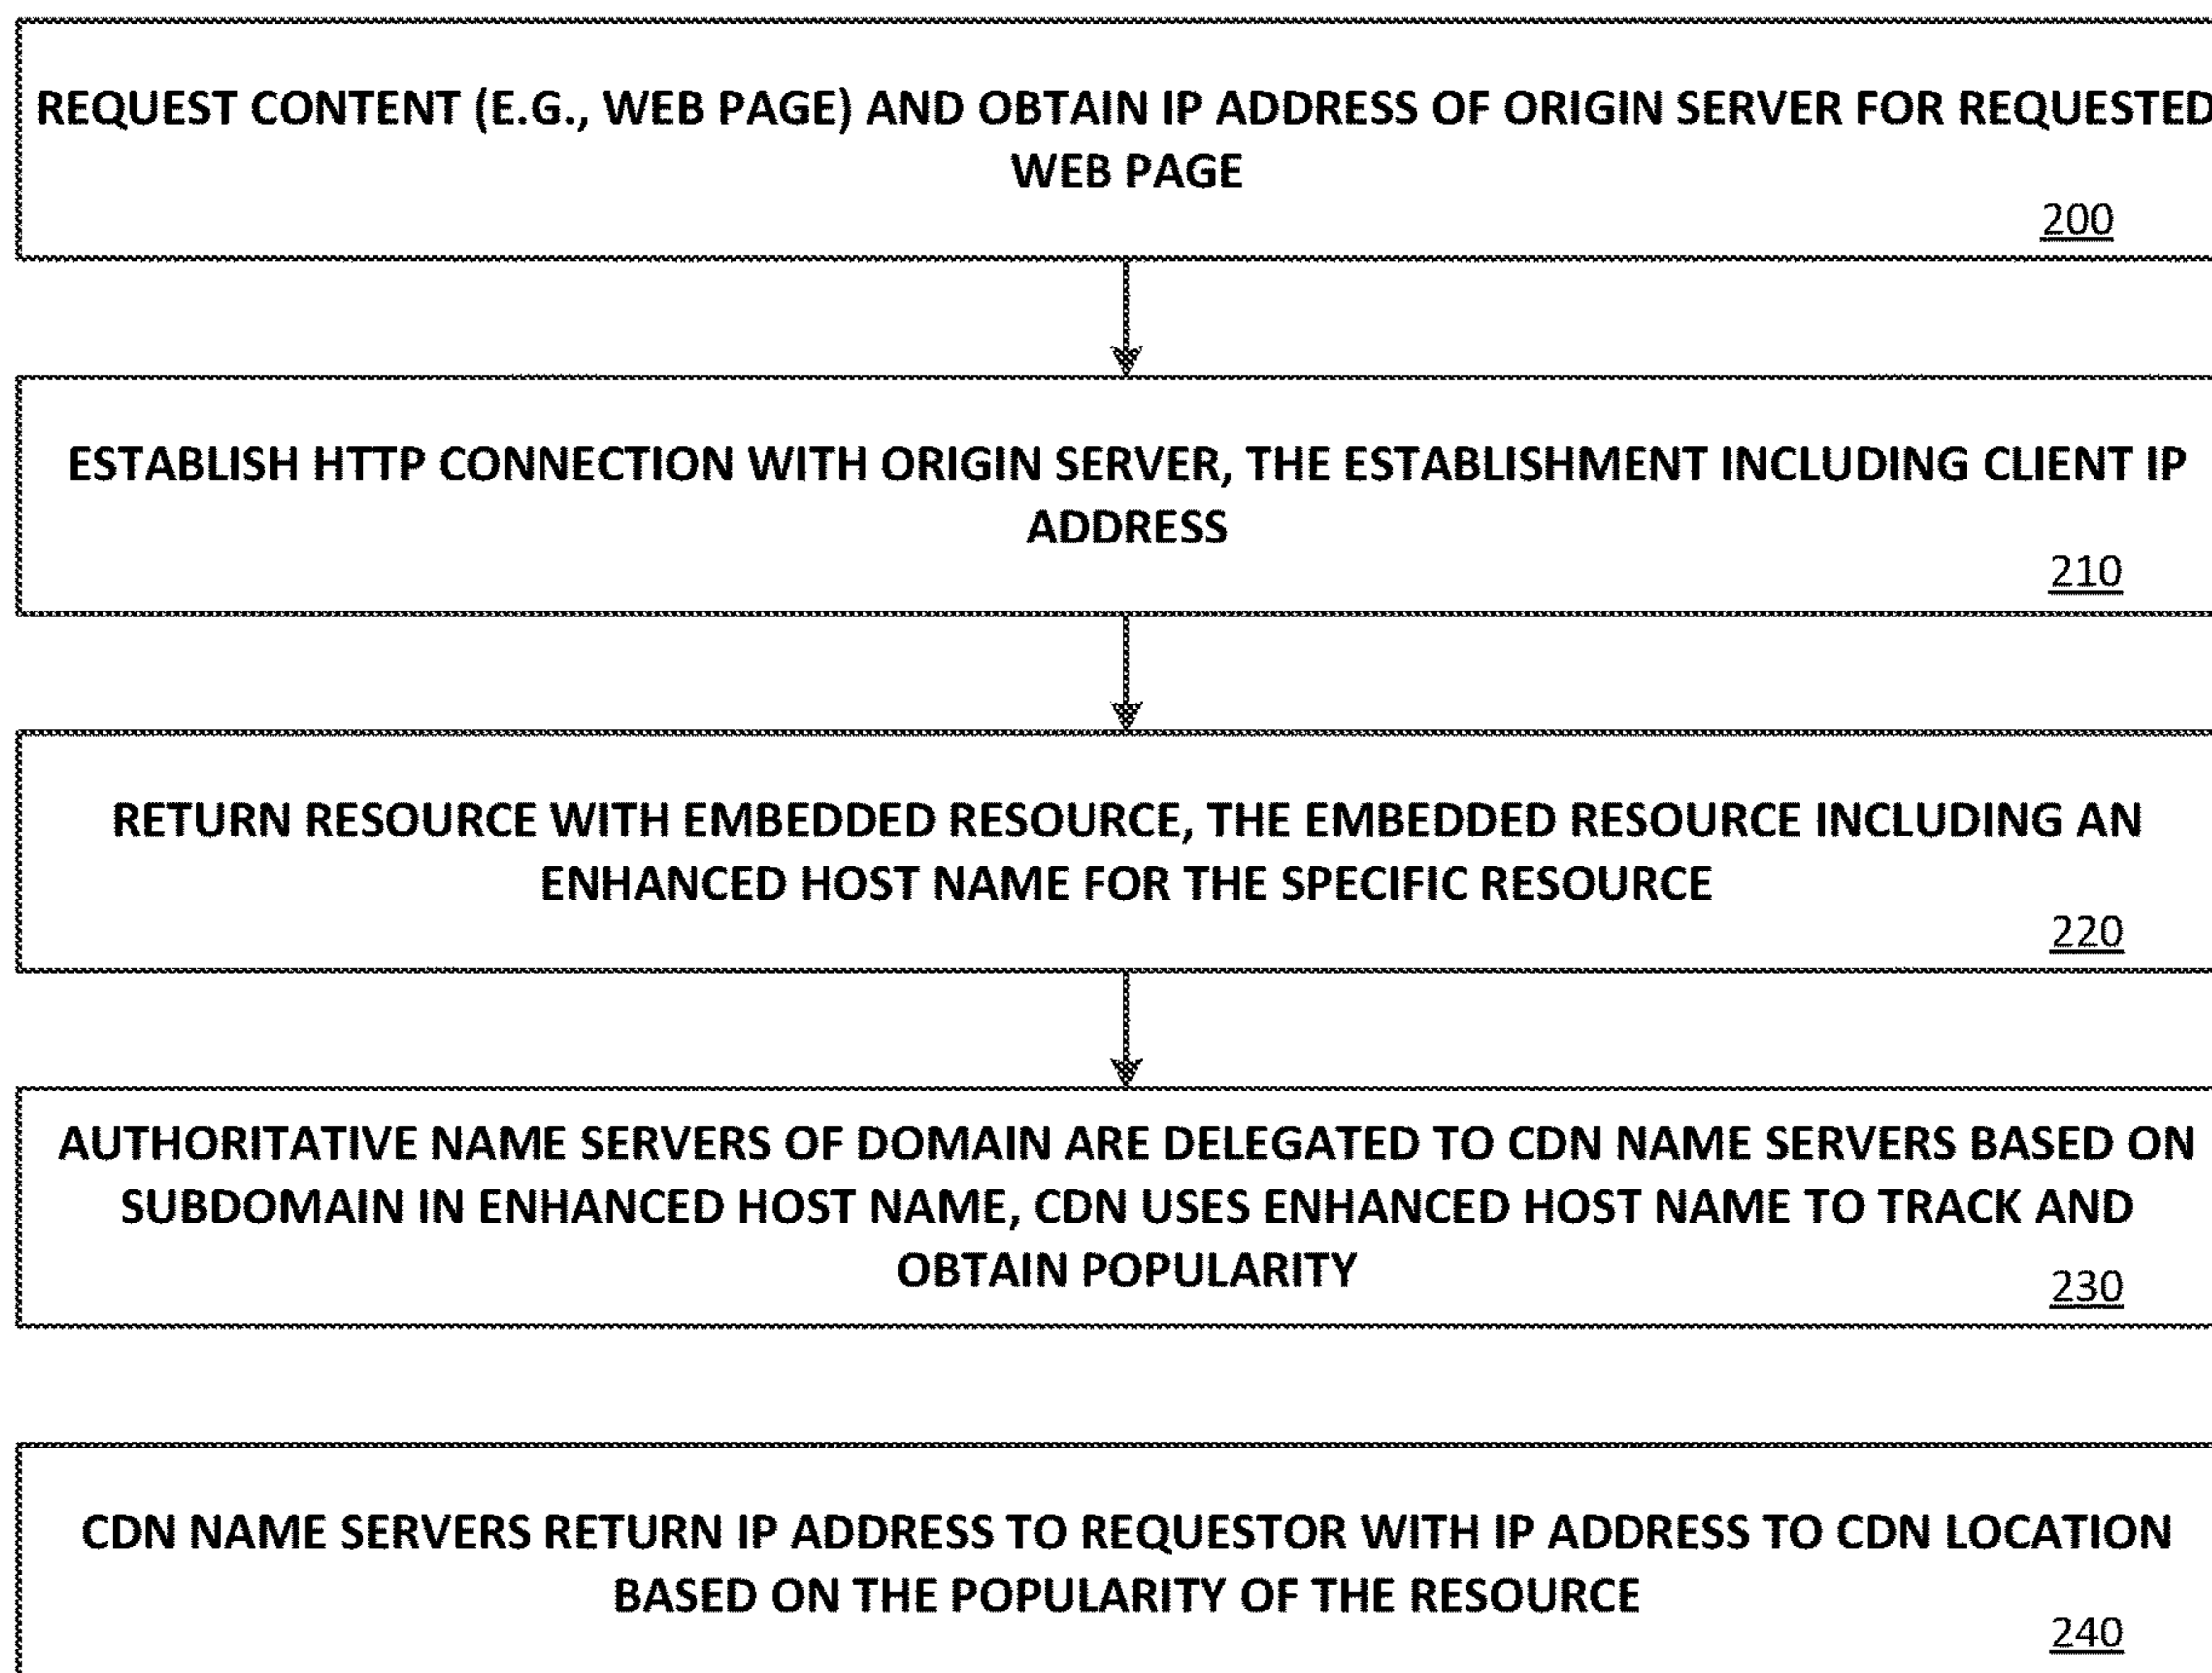 REQUEST CONTENT (E.G., WEB PAGE) AND OBTAIN IP ADDRESS OF ORIGIN SERVER FOR REQUESTED
WEB PAGE
200
ESTABLISH HTTP CONNECTION WITH ORIGIN SERVER, THE ESTABLISHMENT INCLUDING CLIENT IP
ADDRESS
210
RETURN RESOURCE WITH EMBEDDED RESOURCE, THE EMBEDDED RESOURCE INCLUDING AN
ENHANCED HOST NAME FOR THE SPECIFIC RESOURCE
220
AUTHORITATIVE NAME SERVERS OF DOMAIN ARE DELEGATED TO CDN NAME SERVERS BASED ON
SUBDOMAIN IN ENHANCED HOST NAME, CDN USES ENHANCED HOST NAME TO TRACK AND
OBTAIN POPULARITY
230
CDN NAME SERVERS RETURN IP ADDRESS TO REQUESTOR WITH IP ADDRESS TO CDN LOCATION
BASED ON THE POPULARITY OF THE RESOURCE
240